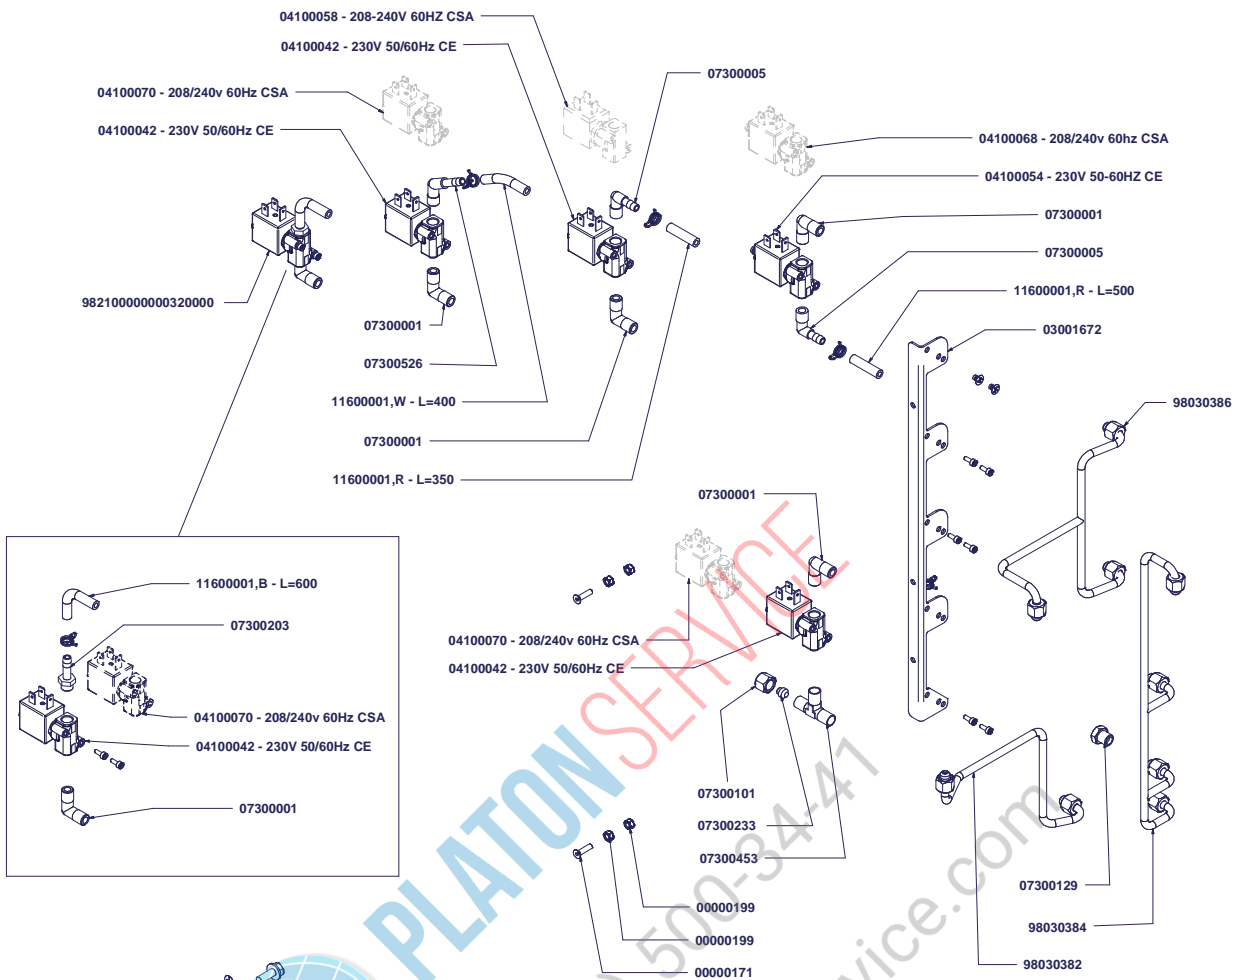 04100058 - 208-240V 60HZ CSA
04100042 - 230V 50/60Hz CE
07300005
04100070 - 208/240v 60Hz CSA
04100042 - 230V 50/60Hz CE
04100068 - 208/240v 60hz CSA
04100054 - 230V 50-60HZ CE
07300001
07300005
11600001,R - L=500
982100000000320000
07300001
03001672
07300526
11600001,W - L=400
98030386
07300001
11600001,R - L=350
07300001
11600001,B - L=600
07300203
04100070 - 208/240v 60Hz CSA
04100042 - 230V 50/60Hz CE
04100070 - 208/240v 60Hz CSA
04100042 - 230V 50/60Hz CE
07300001
07300101
07300233
07300453
07300129
00000199
98030384
00000199
98030382
00000171
PLATONSERVICE
) 500-34-41
vice.com